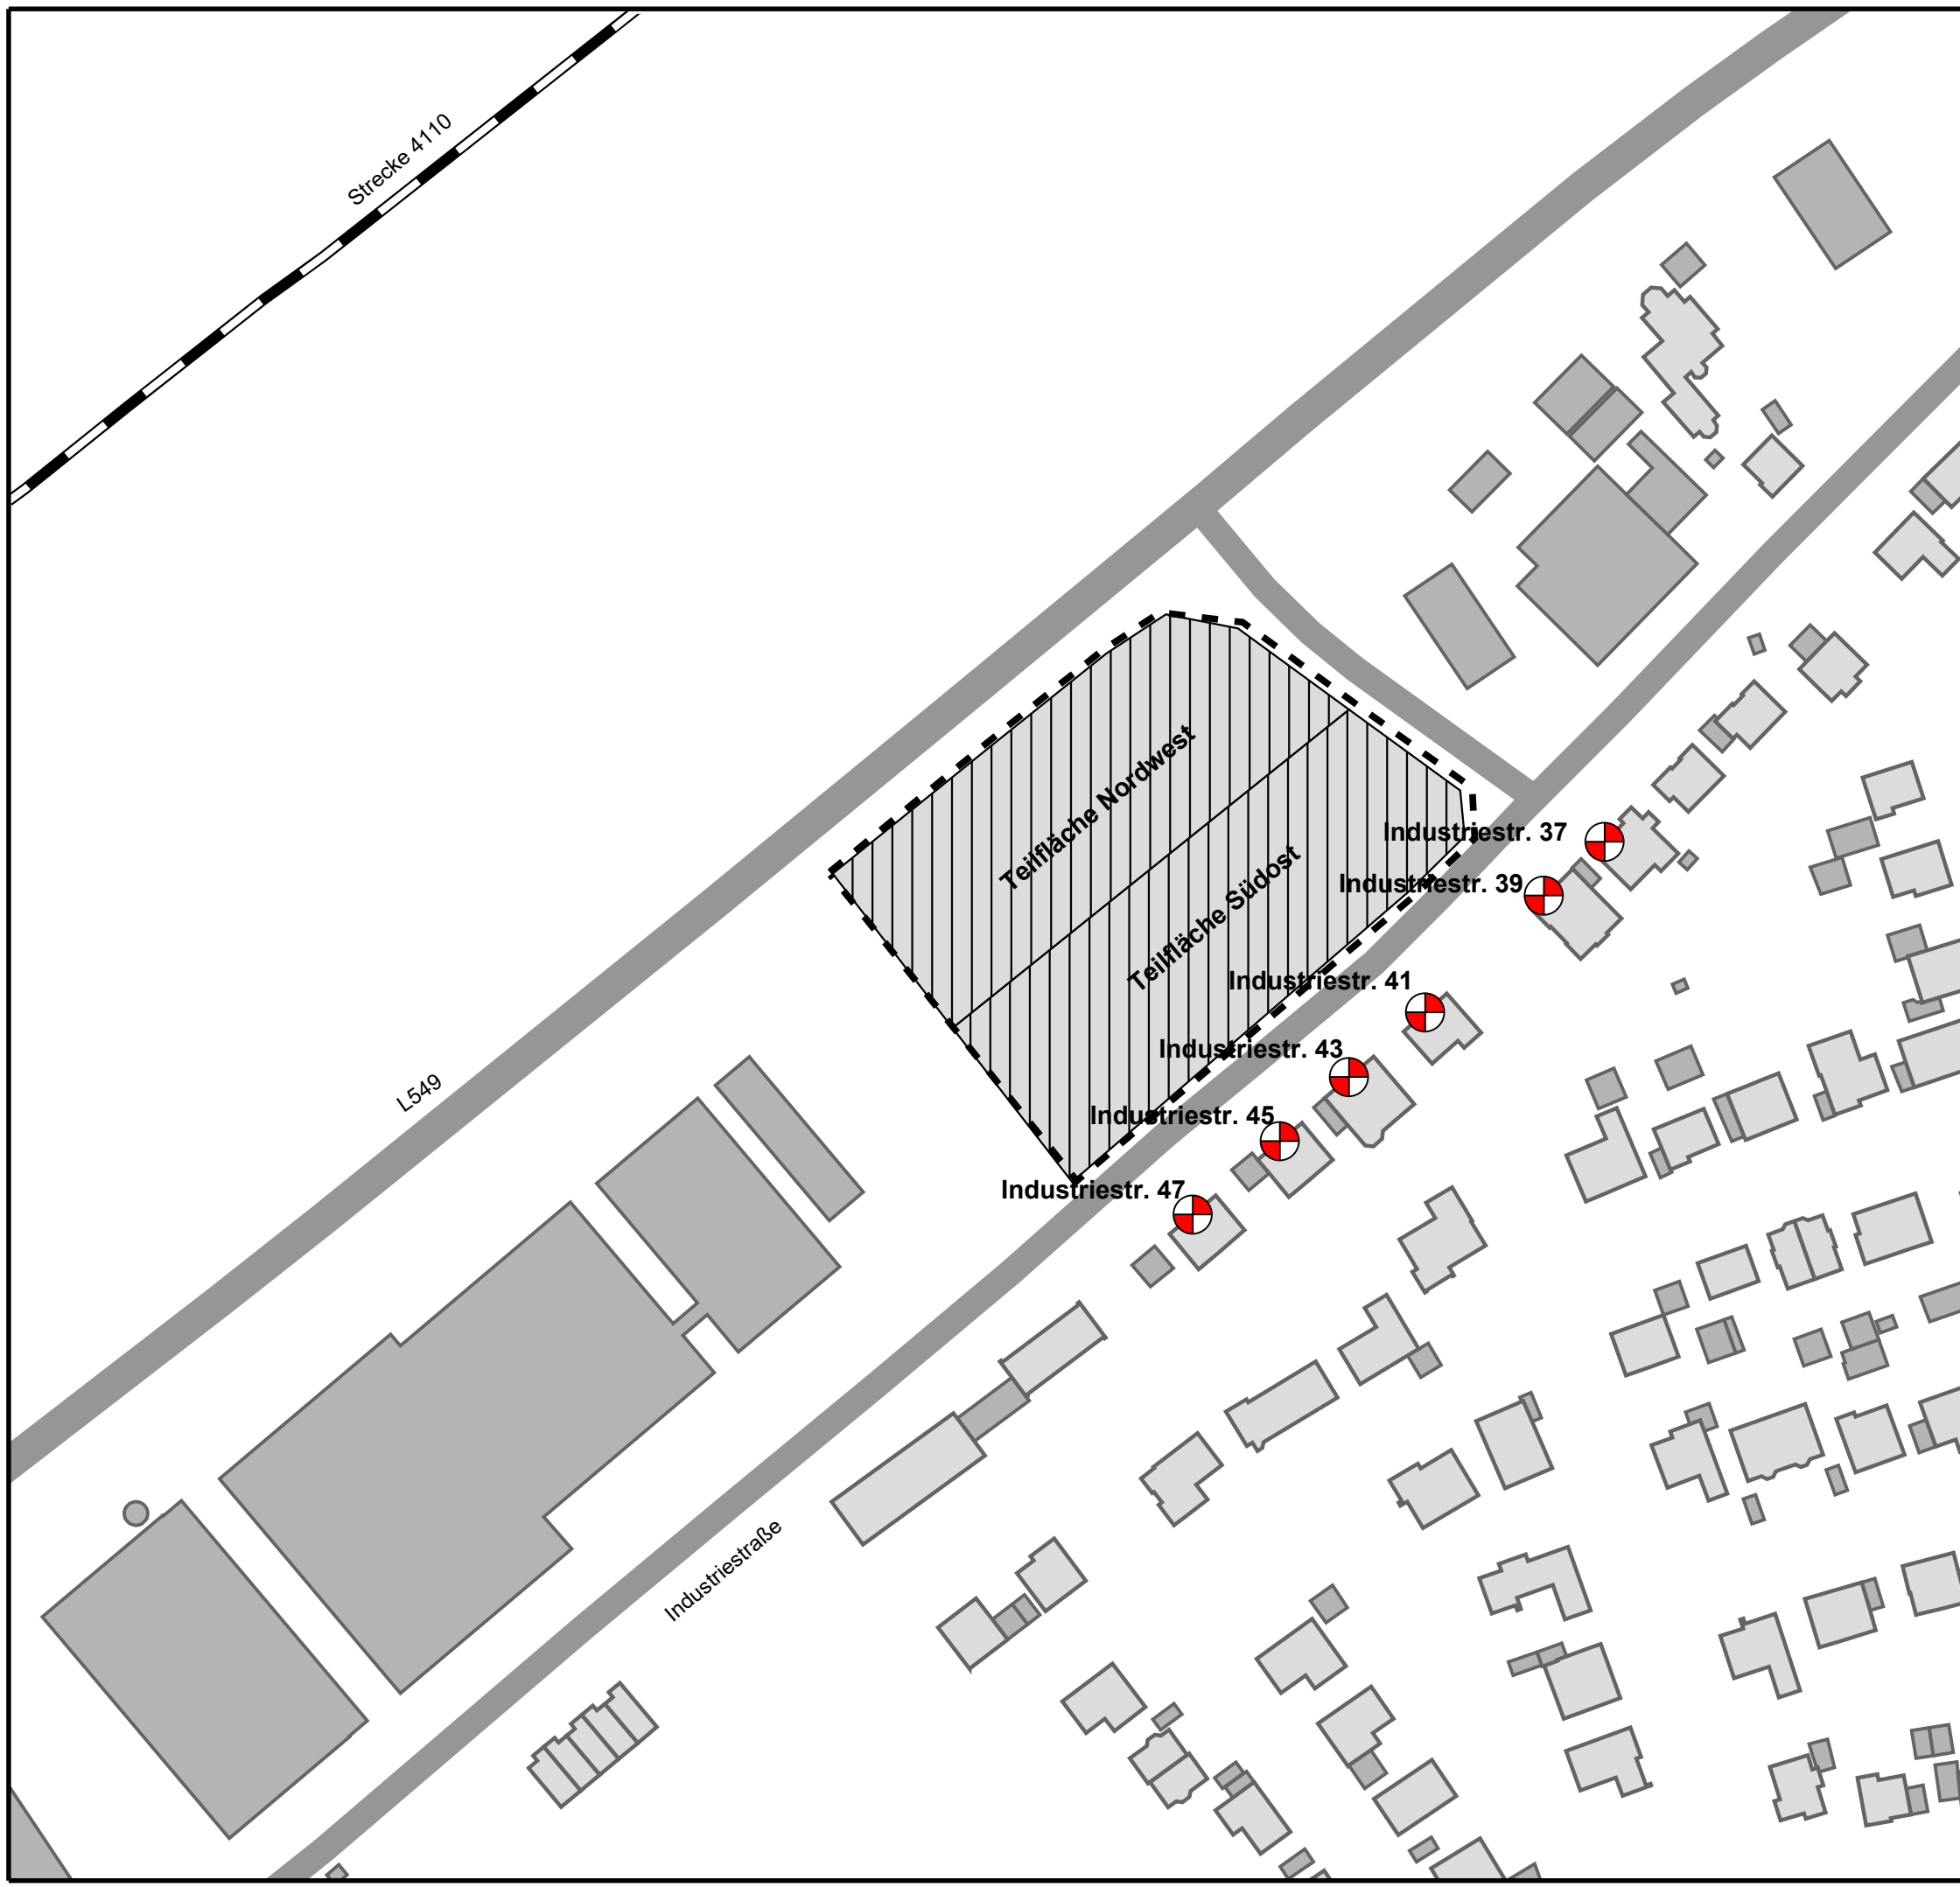 Strecke 4110
Teilfläche Nordwest
Industriestr. 37
Teilfläche Südost
Industriestr. 39
Industriestr. 41
Industriestr. 43
L549
Industriestr. 45
Industriestr. 47
Industriestraße